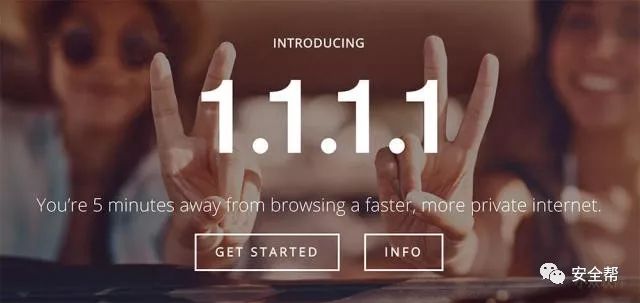 INTRODUCING
1.1.1.1
You're 5 minutes away from browsing a faster, more private internet.
GET STARTED INFO
安全帮